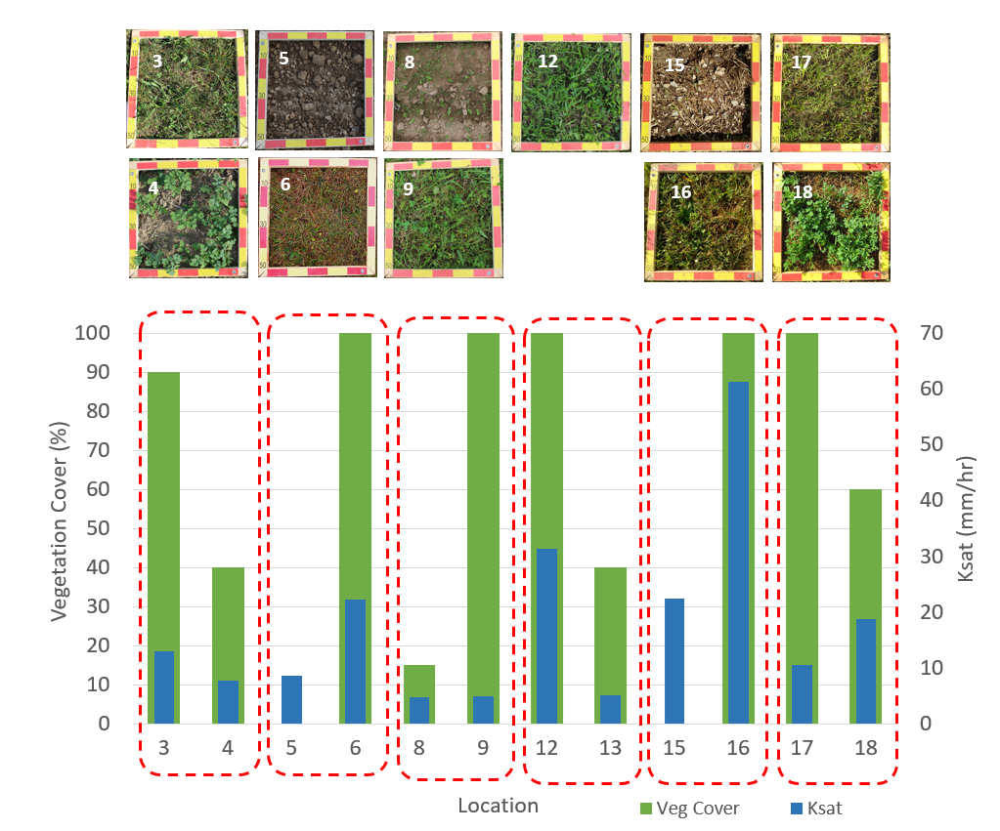 3 5 8 12 15 17
4 6 9 16 18
100 70
90
80 60
70
50
60
50 40
40 30
30
20
20
10
10
0 0
Vegetation Cover (%)
Ksat (mm/hr)
3 4 5 6 8 9 12 13 15 16 17 18
Location
Veg Cover Ksat